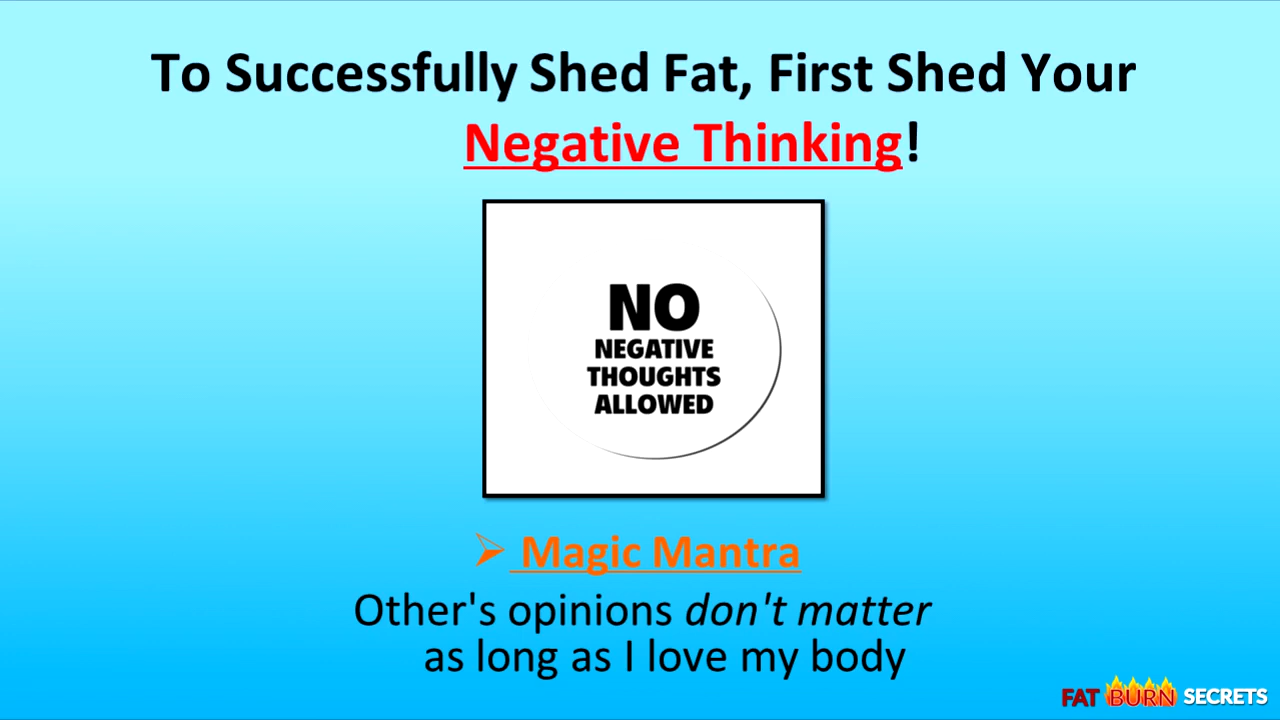 To Successfully Shed Fat, First Shed Your
Negative Thinking!
NO
NEGATIVE
THOUGHTS
ALLOWED
Magic Mantra
Other's opinions don't matter
as long as I love my body
FAT BURN SECRETS